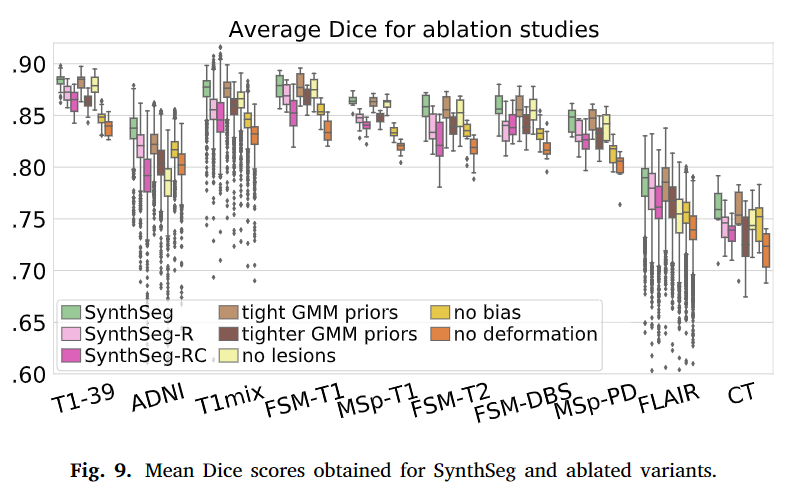 Average Dice for ablation studies
.90
.85
.80
.75
.70
.65
.60
SynthSeg
SynthSeg-R
SynthSeg-RC
tight GMM priors
tighter GMM priors
no lesions
no bias
no deformation
T1-39 ADNI T1mix FSM-T1 MSp-T1 FSM-T2 FSM-DBS MSp-PD FLAIR CT
Fig. 9. Mean Dice scores obtained for SynthSeg and ablated variants.